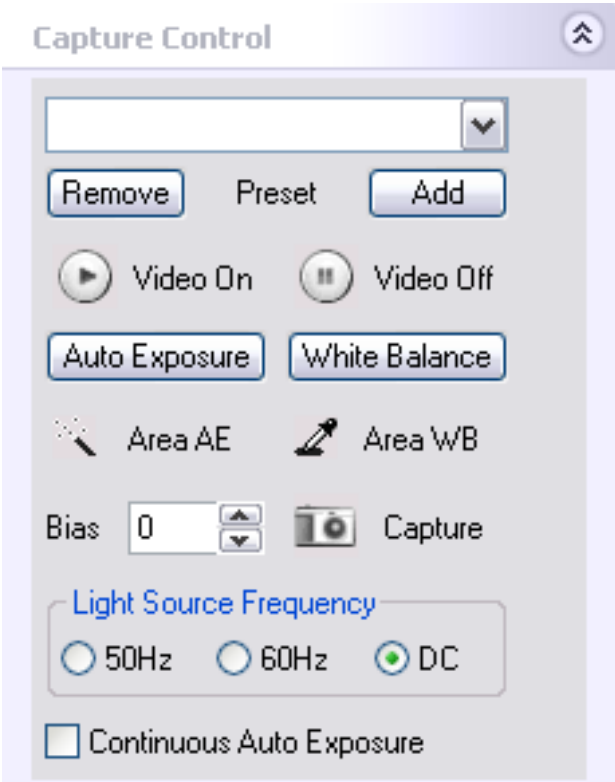 Capture Control
Remove Preset Add
Video On Video Off
Auto Exposure White Balance
Area AE Area WB
Bias 0 Capture
Light Source Frequency
50Hz 60Hz DC
Continuous Auto Exposure